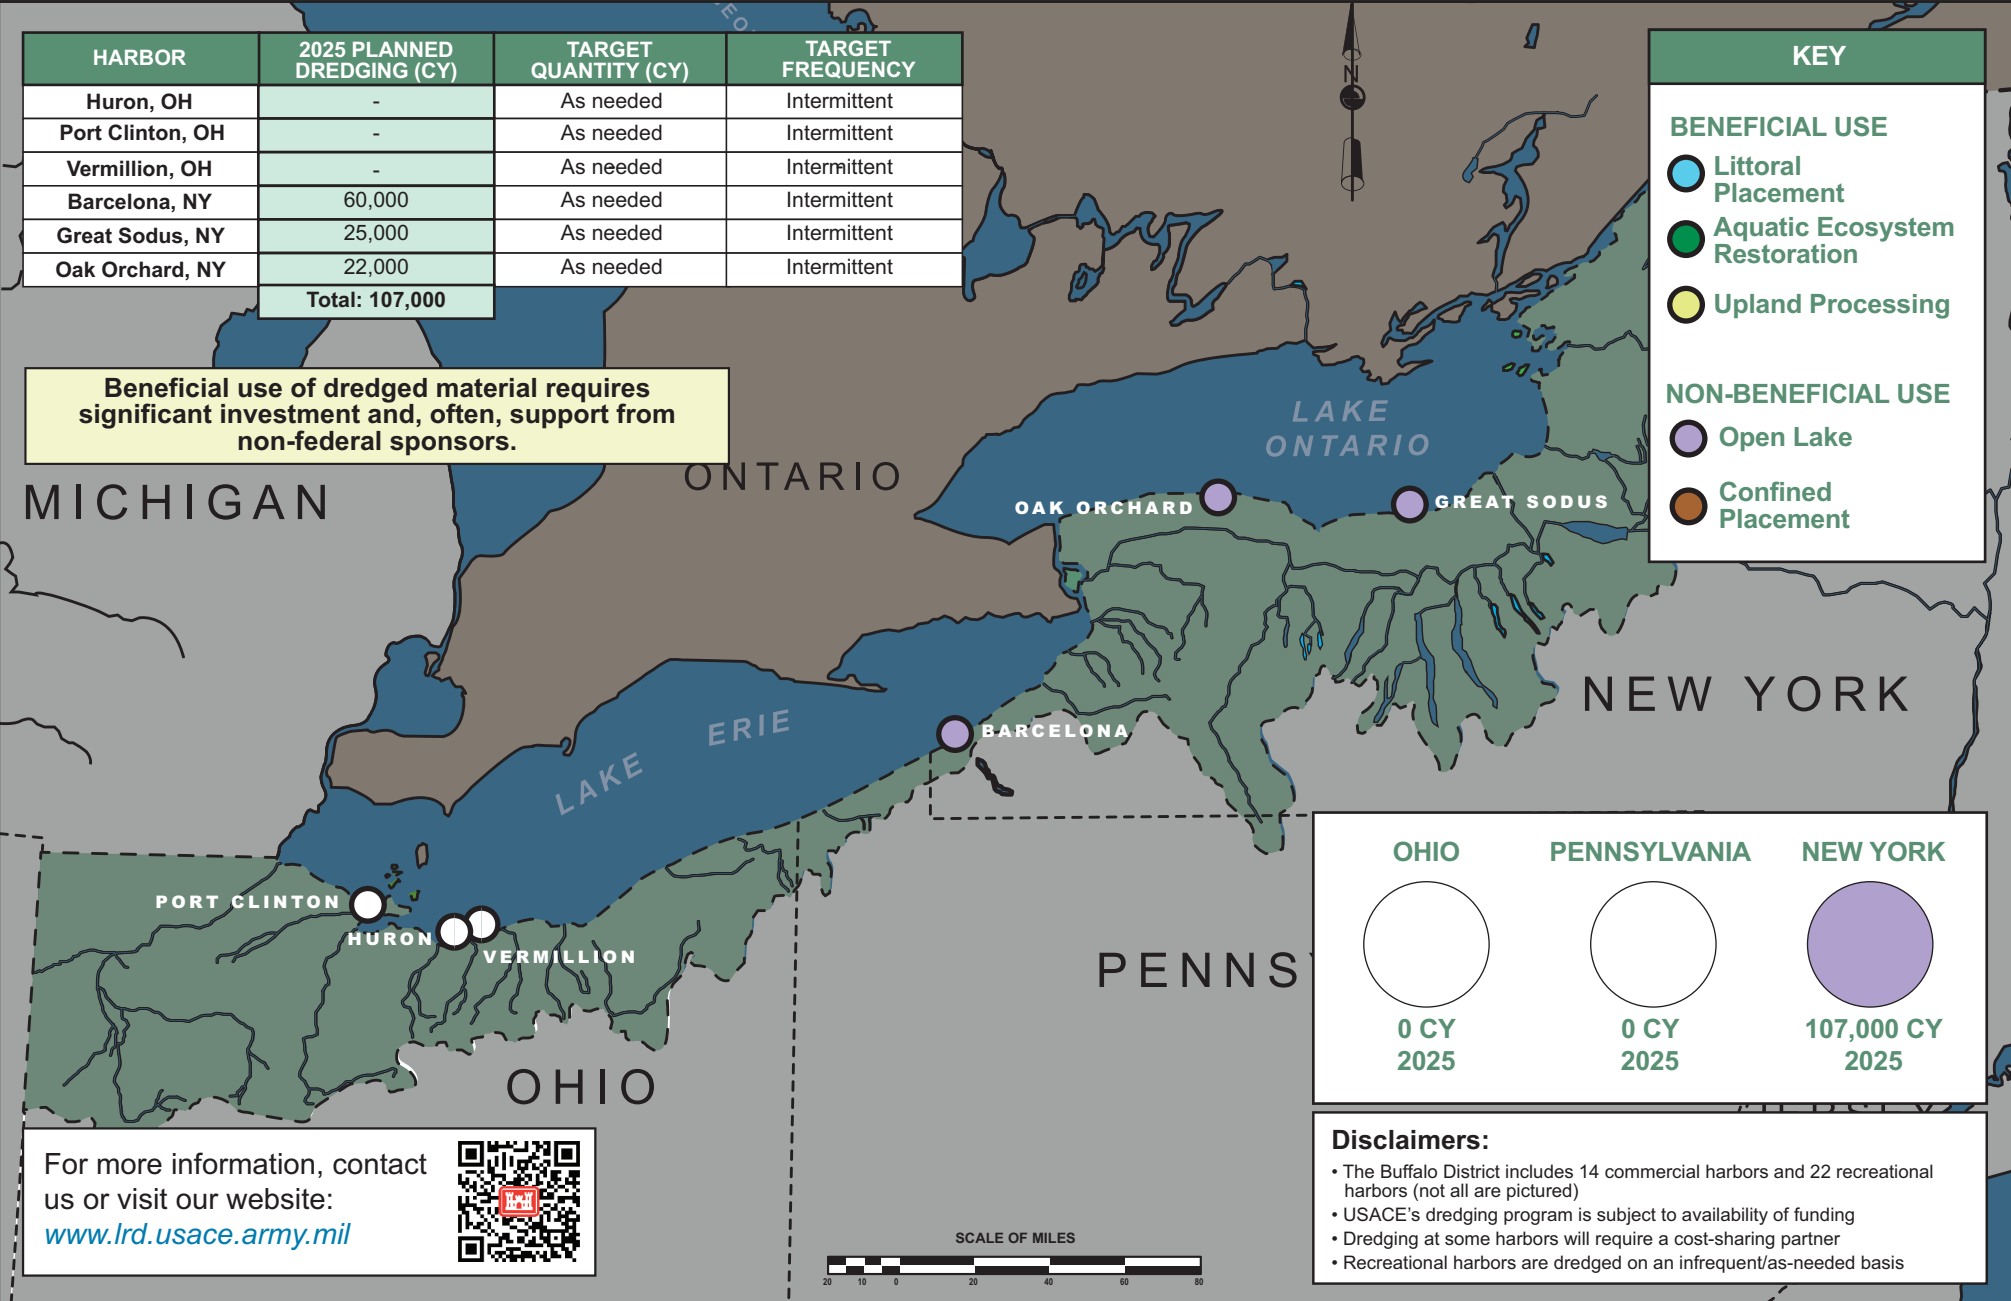 HARBOR
2025 PLANNED
DREDGING (CY)
TARGET
QUANTITY (CY)
TARGET
FREQUENCY
Huron, OH - As needed Intermittent
Port Clinton, OH - As needed Intermittent
Vermillion, OH - As needed Intermittent
Barcelona, NY 60,000 As needed Intermittent
Great Sodus, NY 25,000 As needed Intermittent
Oak Orchard, NY 22,000 As needed Intermittent
Total: 107,000
Beneficial use of dredged material requires
significant investment and, often, support from
non-federal sponsors.
N
KEY
BENEFICIAL USE
Littoral
Placement
Aquatic Ecosystem
Restoration
Upland Processing
NON-BENEFICIAL USE
Open Lake
Confined
Placement
MICHIGAN
ONTARIO
LAKE
ONTARIO
OAK ORCHARD
GREAT SODUS
NEW YORK
LAKE ERIE
BARCELONA
PORT CLINTON
HURON
VERMILLION
PENNS
OHIO
OHIO
0 CY
2025
PENNSYLVANIA
0 CY
2025
NEW YORK
107,000 CY
2025
For more information, contact
us or visit our website:
www.lrd.usace.army.mil
SCALE OF MILES
20 10 0 20 40 60 80
Disclaimers:
• The Buffalo District includes 14 commercial harbors and 22 recreational
harbors (not all are pictured)
• USACE's dredging program is subject to availability of funding
• Dredging at some harbors will require a cost-sharing partner
• Recreational harbors are dredged on an infrequent/as-needed basis